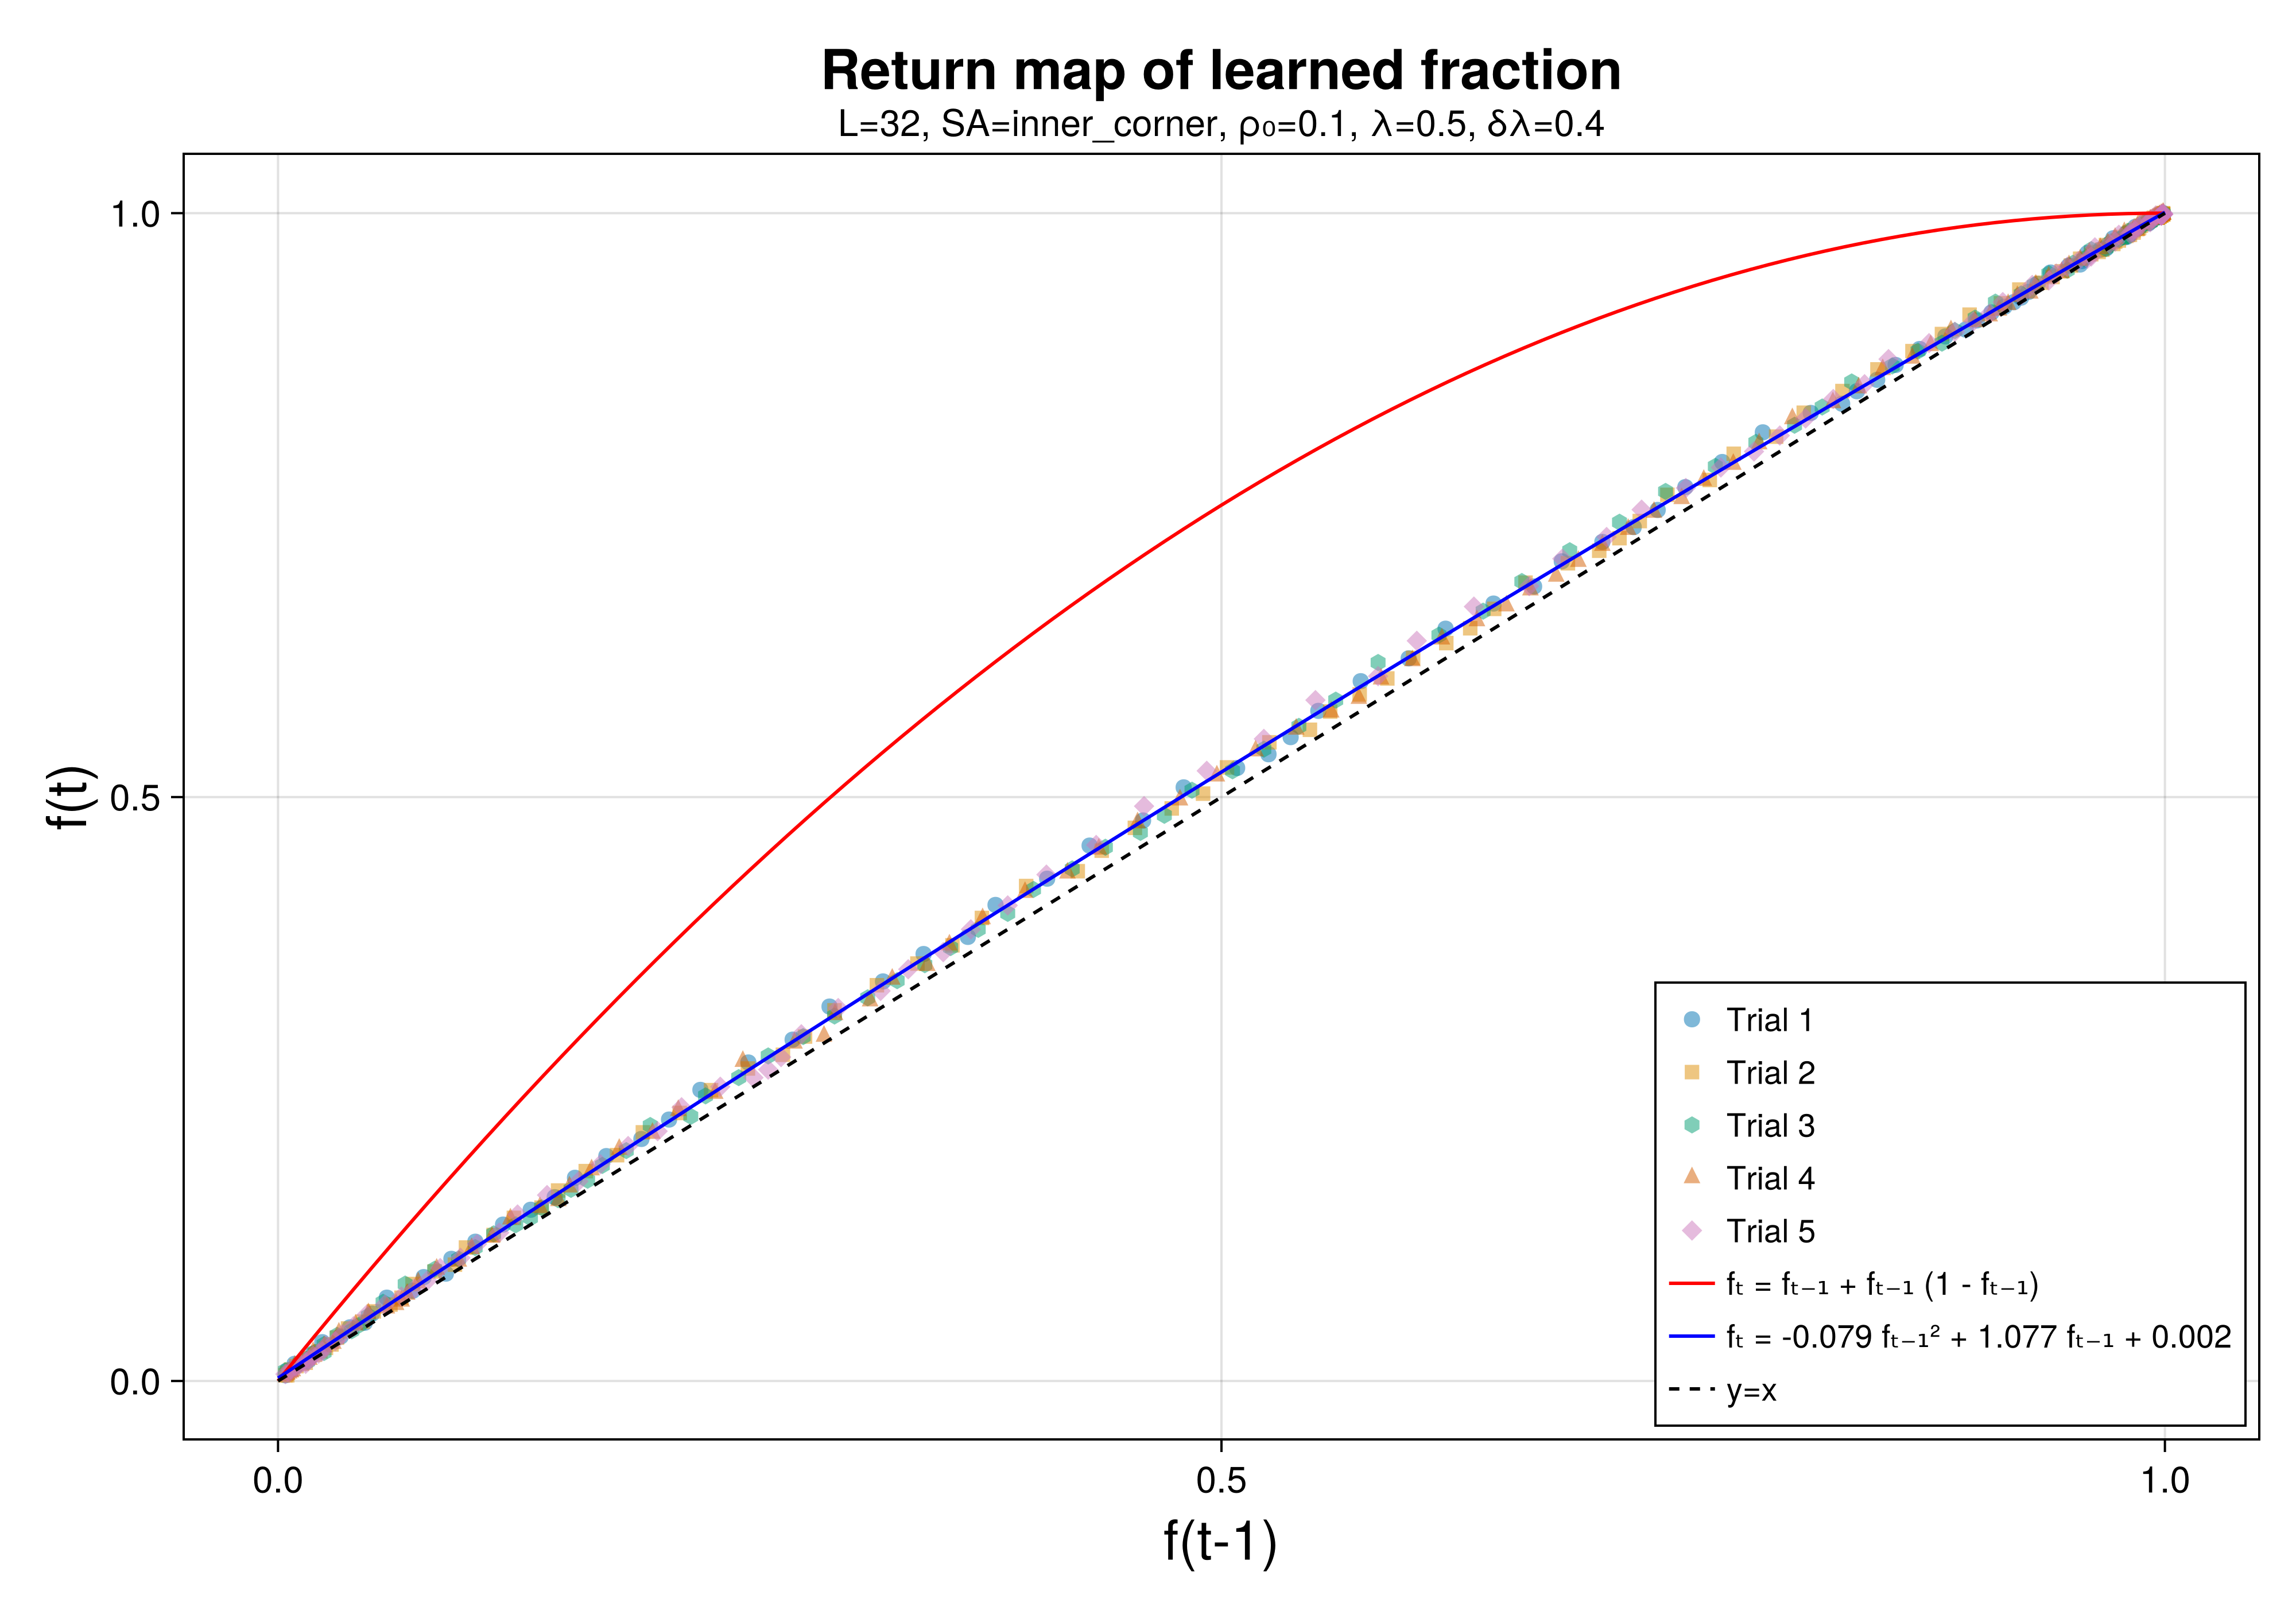 Return map of learned fraction
L=32, SA=inner_corner, ρ₀=0.1, λ=0.5, δλ=0.4
1.0
0.5
0.0
f(t)
0.0 0.5 1.0
f(t-1)
Trial 1
Trial 2
Trial 3
Trial 4
Trial 5
fₜ = fₜ₋₁ + fₜ₋₁ (1 - fₜ₋₁)
fₜ = -0.079 fₜ₋₁² + 1.077 fₜ₋₁ + 0.002
y=x